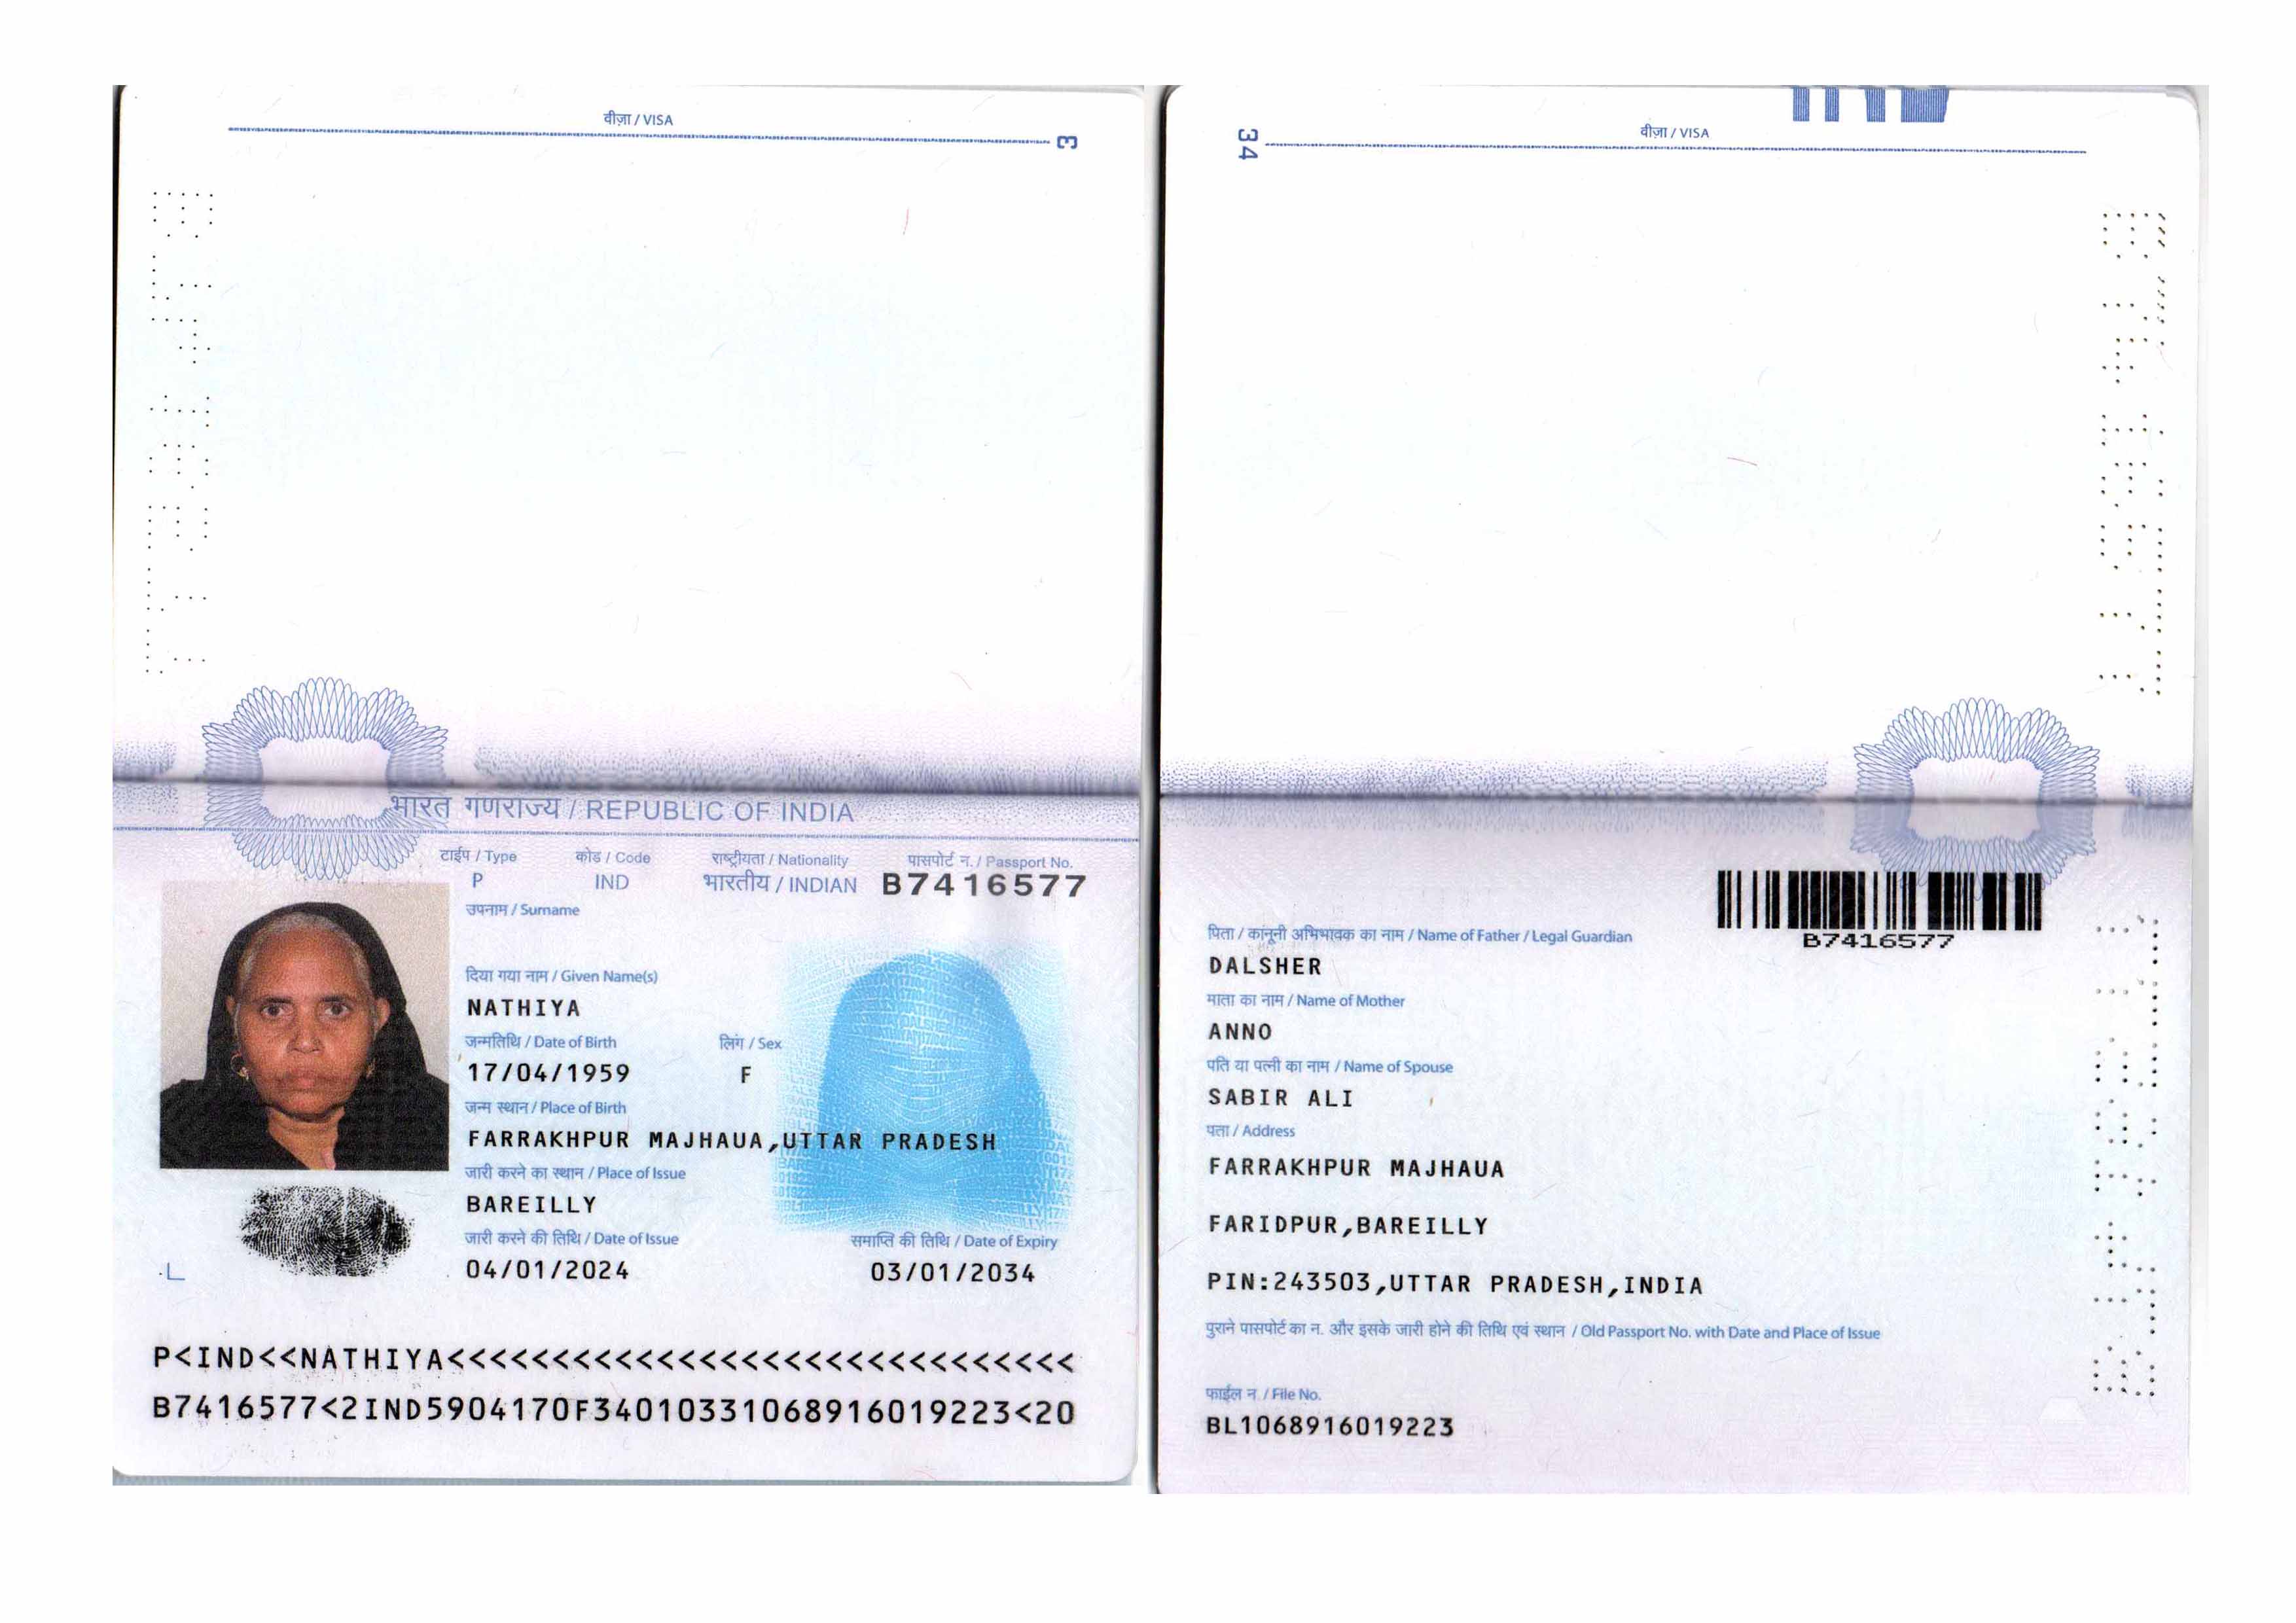 वीज़ा / VISA
3
भारत गणराज्य / REPUBLIC OF INDIA
टाईप / Type
कोड / Code
राष्ट्रीयता / Nationality
पासपोर्ट न. / Passport No.
P
IND
भारतीय / INDIAN
B7416577
उपनाम / Surname
दिया गया नाम / Given Name(s)
NATHIYA
जन्मतिथि / Date of Birth
लिंग / Sex
17/04/1959
F
जन्म स्थान / Place of Birth
FARRAKHPUR MAJHAUA,UTTAR PRADESH
जारी करने का स्थान / Place of Issue
BAREILLY
जारी करने की तिथि / Date of Issue
समाप्ति की तिथि / Date of Expiry
04/01/2024
03/01/2034
P<IND<<NATHIYA<<<<<<<<<<<<<<<<<<<<<<<<<<<<<<
B7416577<2IND5904170F34010331068916019223<20
वीज़ा / VISA
34
B7416577
पिता / कानूनी अभिभावक का नाम / Name of Father / Legal Guardian
DALSHER
माता का नाम / Name of Mother
ANNO
पति या पत्नी का नाम / Name of Spouse
SABIR ALI
पता / Address
FARRAKHPUR MAJHAUA
FARIDPUR,BAREILLY
PIN:243503,UTTAR PRADESH,INDIA
पुराने पासपोर्ट का न. और इसके जारी होने की तिथि एवं स्थान / Old Passport No. with Date and Place of Issue
फाईल न. / File No.
BL1068916019223